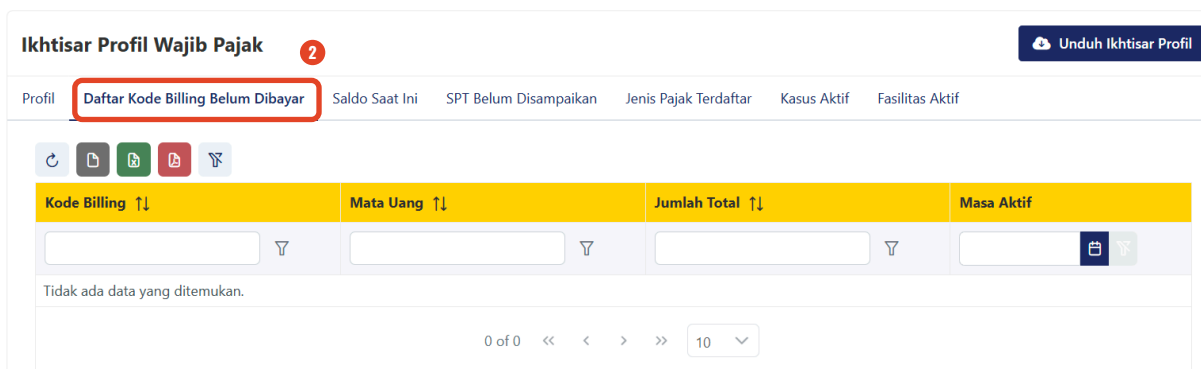 Ikhtisar Profil Wajib Pajak
2
Unduh Ikhtisar Profil
Profil Daftar Kode Billing Belum Dibayar Saldo Saat Ini SPT Belum Disampaikan Jenis Pajak Terdaftar Kasus Aktif Fasilitas Aktif
Kode Billing Mata Uang Jumlah Total Masa Aktif
Tidak ada data yang ditemukan.
0 of 0 << < > >> 10